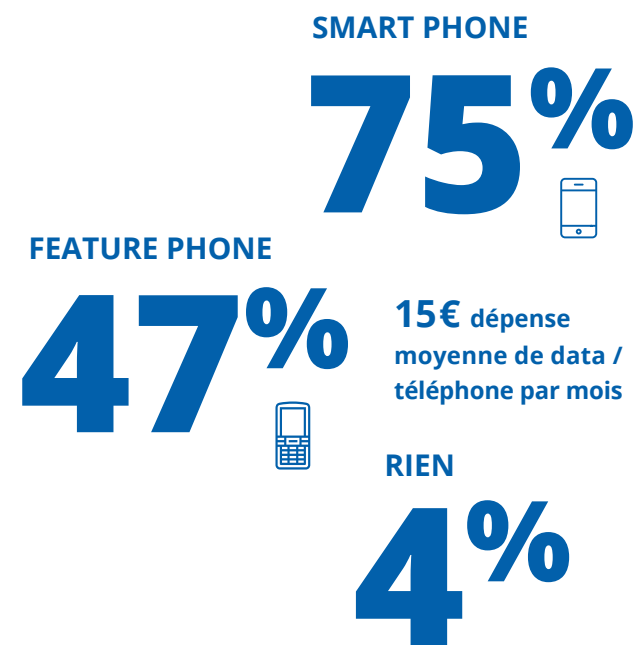 SMART PHONE
75%
FEATURE PHONE
47%
15€ dépense
moyenne de data /
téléphone par mois
RIEN
4%